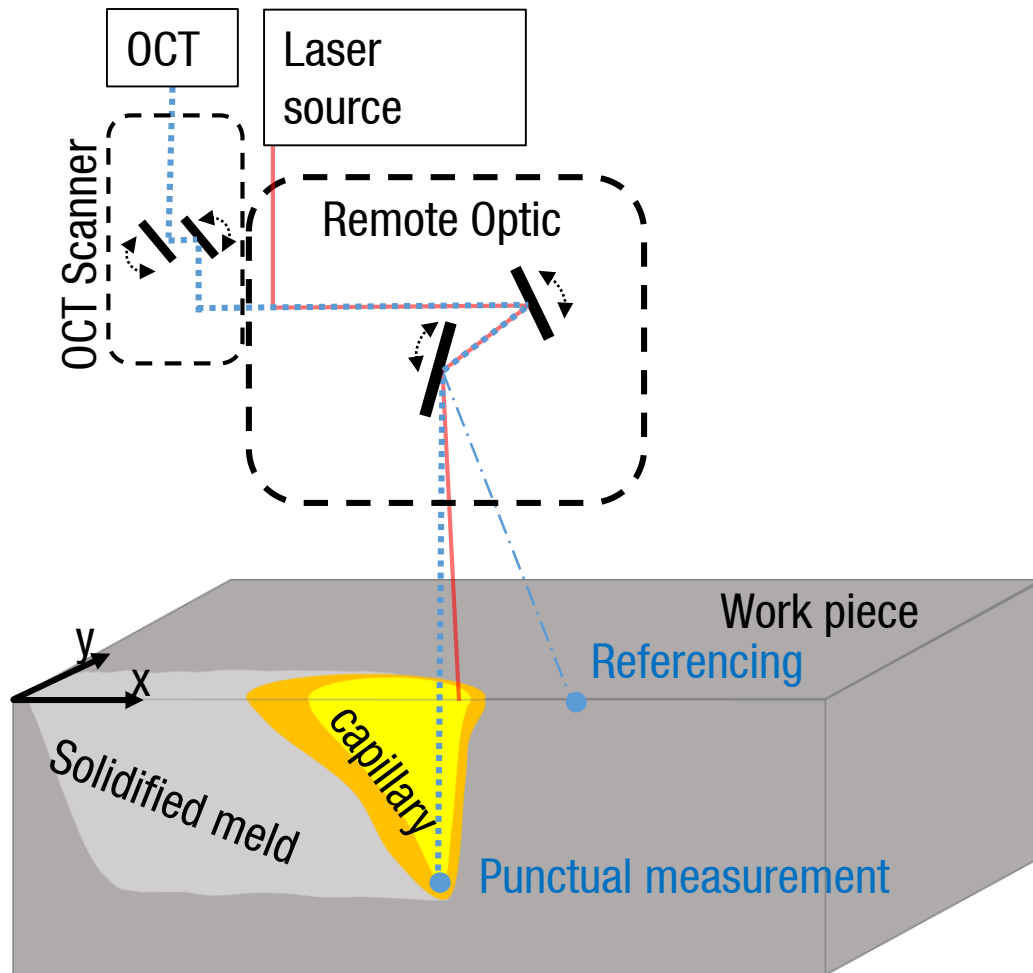 OCT
Laser
source
OCT Scanner
Remote Optic
Work piece
y
x
Referencing
capillary
Solidified meld
Punctual measurement